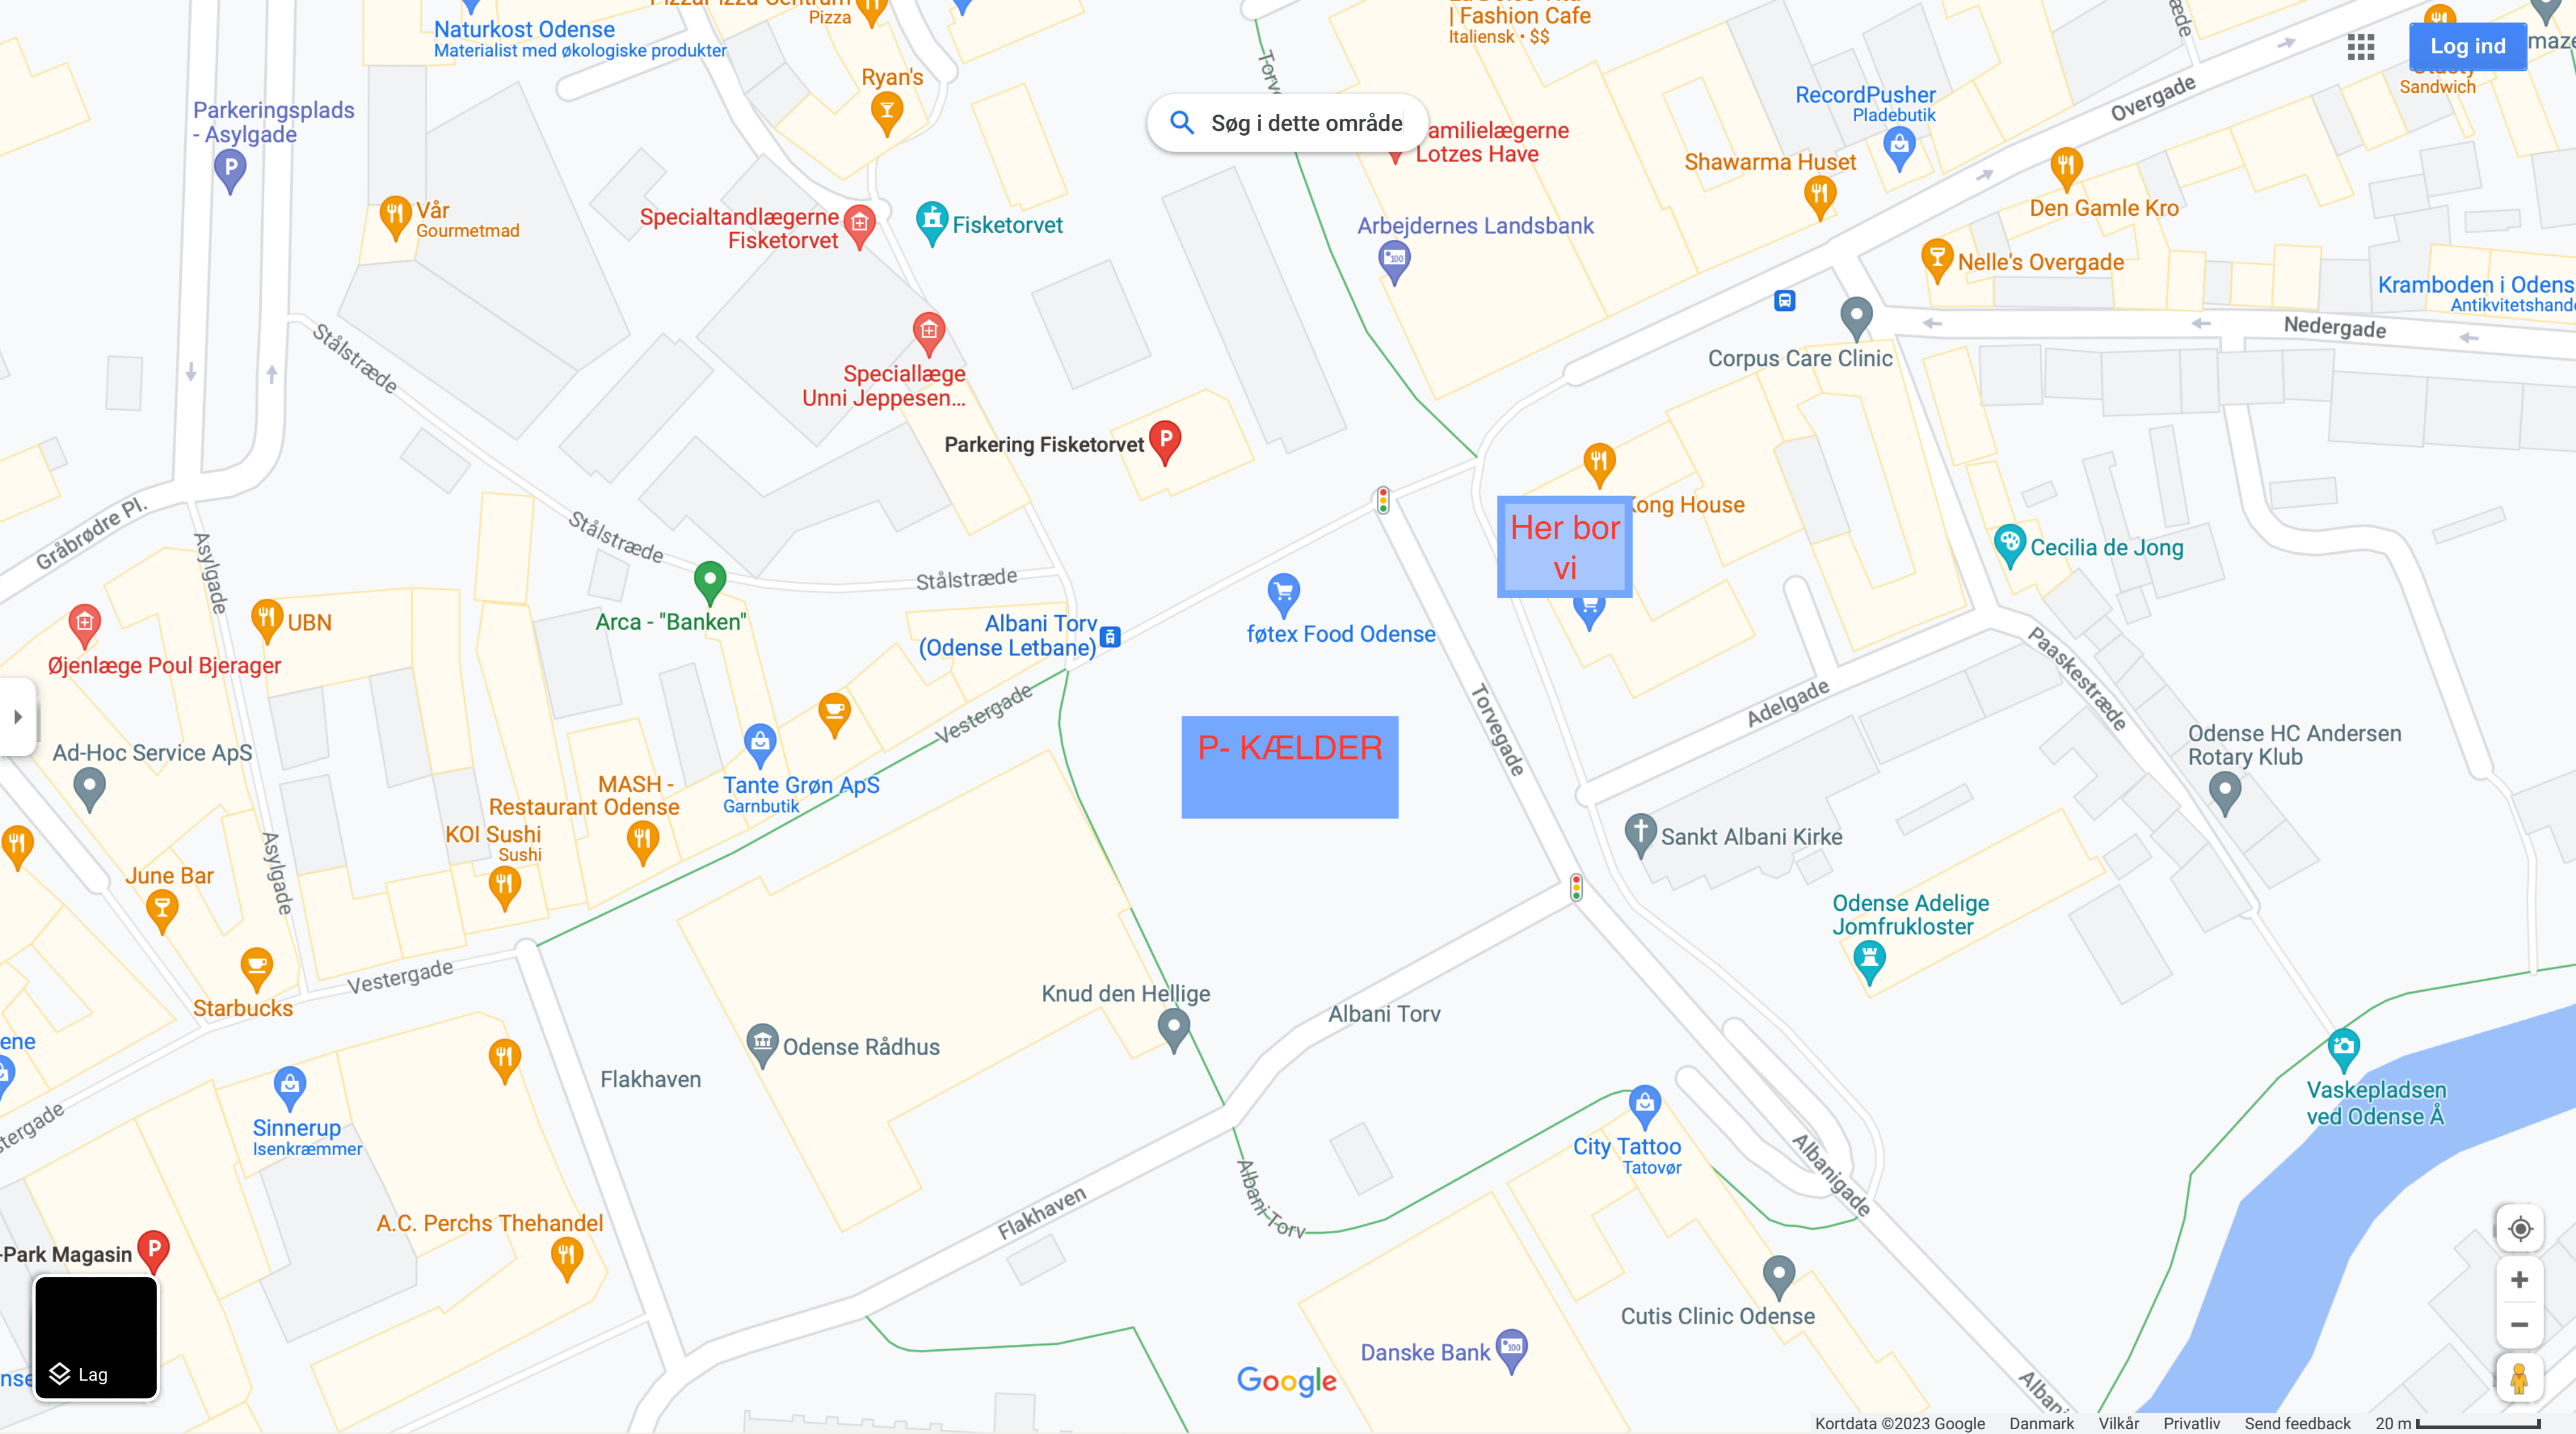 Pizza
Naturkost Odense
Materialist med økologiske produkter
| Fashion Cafe
Italiensk • $$
Log ind
Sandwich
Ryan's
Torv
Overgade
RecordPusher
Pladebutik
Parkeringsplads
- Asylgade
Søg i dette område
amilielægerne
Lotzes Have
Shawarma Huset
Vår
Gourmetmad
Specialtandlægerne
Fisketorvet
Fisketorvet
Arbejdernes Landsbank
Den Gamle Kro
Nelle's Overgade
Kramboden i Odens
Antikvitetshand
Nedergade
Stålstræde
Speciallæge
Unni Jeppesen...
Corpus Care Clinic
Parkering Fisketorvet
Gråbrødre Pl.
Asylgade
Stålstræde
Kong House
Her bor
vi
Cecilia de Jong
Stålstræde
UBN
Arca - "Banken"
Albani Torv
(Odense Letbane)
føtex Food Odense
Øjenlæge Poul Bjerager
Vestergade
Torvegade
Adelgade
Paaskestræde
P- KÆLDER
Ad-Hoc Service ApS
Odense HC Andersen
Rotary Klub
MASH -
Restaurant Odense
Tante Grøn ApS
Garnbutik
KOI Sushi
Sushi
Sankt Albani Kirke
Asylgade
June Bar
Odense Adelige
Jomfrukloster
Vestergade
Starbucks
Knud den Hellige
Albani Torv
ene
Odense Rådhus
Flakhaven
Vaskepladsen
ved Odense Å
stergade
Sinnerup
Isenkræmmer
City Tattoo
Tatovør
Albanigade
Albani Torv
Flakhaven
A.C. Perchs Thehandel
-Park Magasin
Cutis Clinic Odense
Danske Bank
Lag
nse
Google
Albani
Kortdata ©2023 Google Danmark Vilkår Privatliv Send feedback 20 m